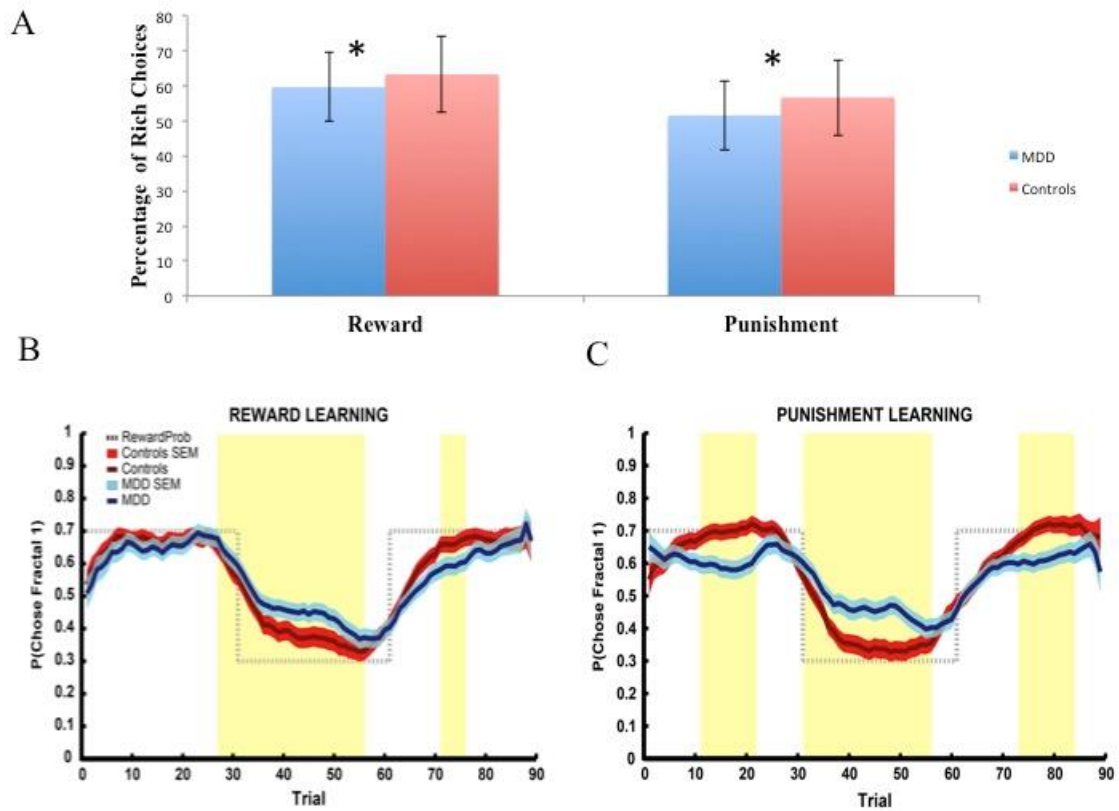 A
Percentage of Rich Choices
80
70
60
50
40
30
20
10
0
*
*
Reward
Punishment
MDD
Controls
B
REWARD LEARNING
P(Chose Fractal 1)
1
0.9
0.8
0.7
0.6
0.5
0.4
0.3
0.2
0.1
0
RewardProb
Controls SEM
Controls
MDD SEM
MDD
0 10 20 30 40 50 60 70 80 90
Trial
C
PUNISHMENT LEARNING
P(Chose Fractal 1)
1
0.9
0.8
0.7
0.6
0.5
0.4
0.3
0.2
0.1
0
0 10 20 30 40 50 60 70 80 90
Trial